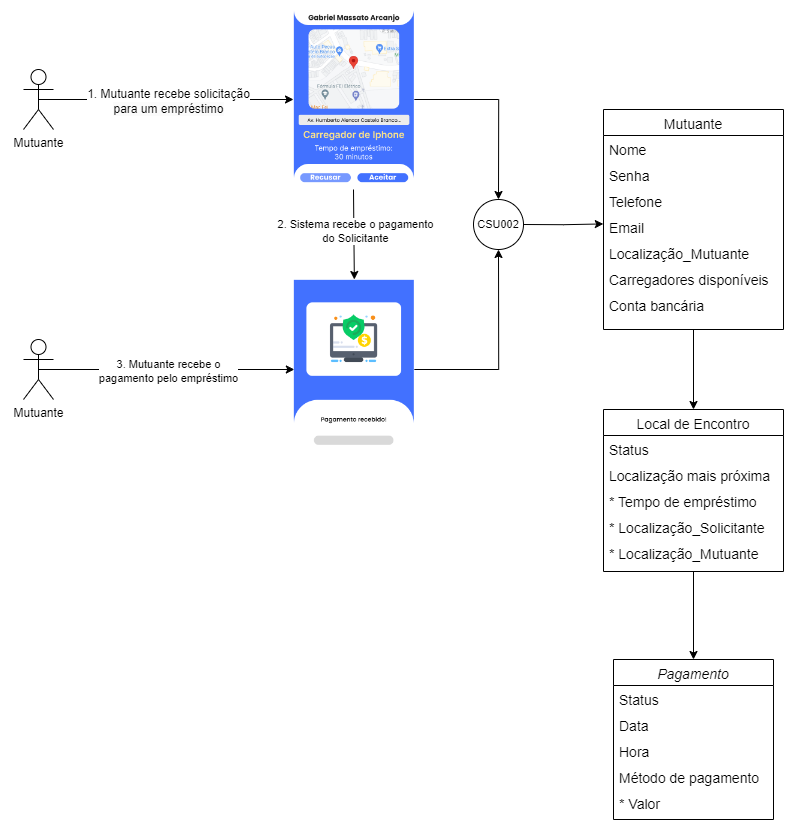 Gabriel Massato Arcanjo
1. Mutuante recebe solicitação
para um empréstimo
Mutuante
Av. Humberto Alencar Castelo Branco...
Carregador de Iphone
Tempo de empréstimo:
30 minutos
Recusar
Aceitar
2. Sistema recebe o pagamento
do Solicitante
CSU002
3. Mutuante recebe o
pagamento pelo empréstimo
Mutuante
Pagamento recebido!
Mutuante
Nome
Senha
Telefone
Email
Localização_Mutuante
Carregadores disponíveis
Conta bancária
Local de Encontro
Status
Localização mais próxima
* Tempo de empréstimo
* Localização_Solicitante
* Localização_Mutuante
Pagamento
Status
Data
Hora
Método de pagamento
* Valor